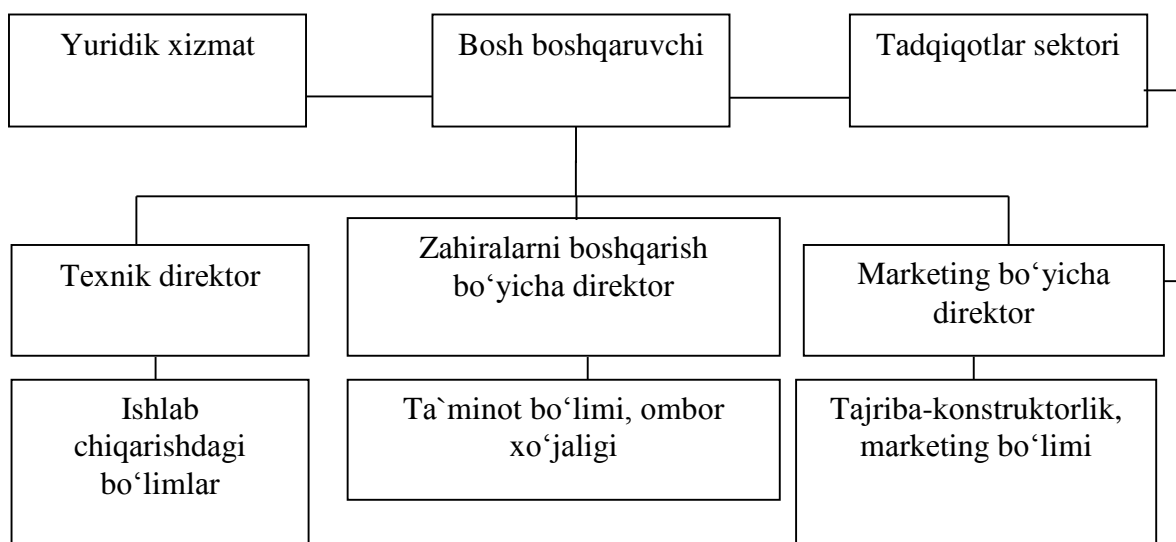 Yuridik xizmat
Bosh boshqaruvchi
Tadqiqotlar sektori
Texnik direktor
Zahiralarni boshqarish
bo‘yicha direktor
Marketing bo‘yicha
direktor
Ishlab
chiqarishdagi
bo‘limlar
Ta`minot bo‘limi, ombor
xo‘jaligi
Tajriba-konstruktorlik,
marketing bo‘limi